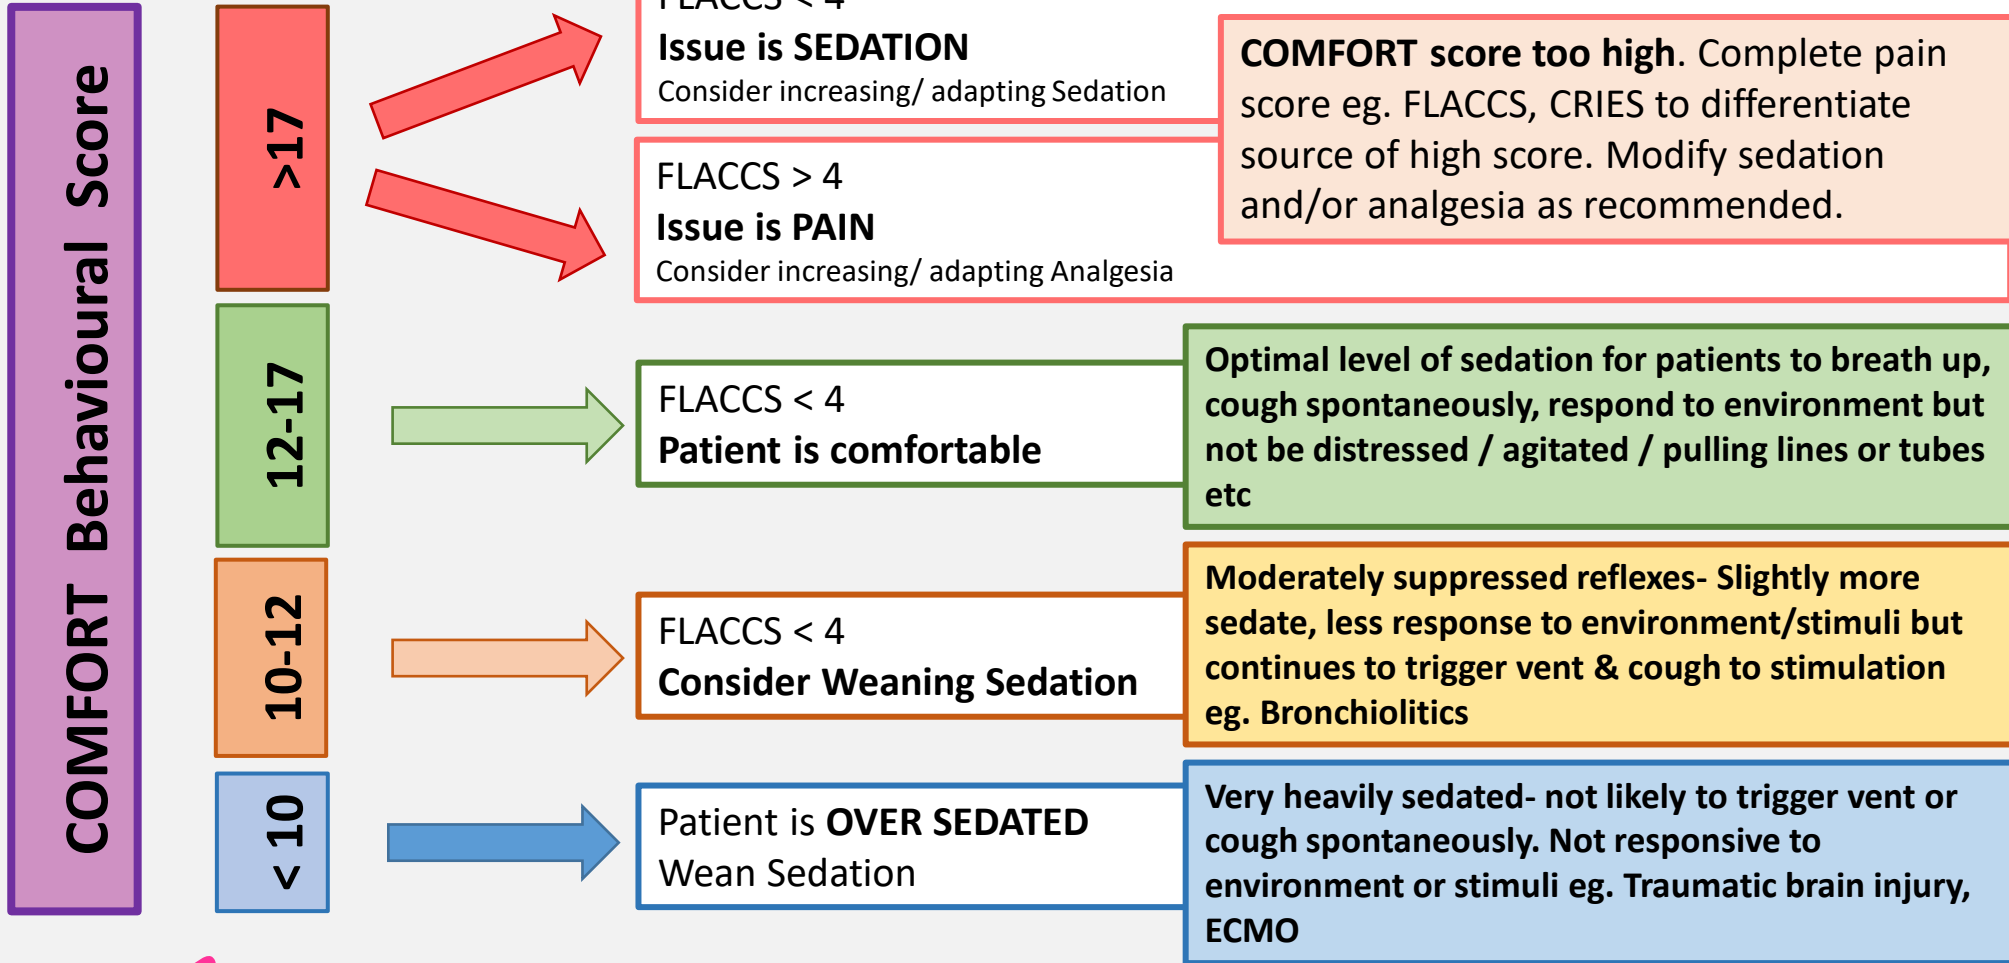 COMFORT Behavioural Score
>17
FLACCS < 4
Issue is SEDATION
Consider increasing/ adapting Sedation
COMFORT score too high. Complete pain
score eg. FLACCS, CRIES to differentiate
source of high score. Modify sedation
and/or analgesia as recommended.
FLACCS > 4
Issue is PAIN
Consider increasing/ adapting Analgesia
12-17
FLACCS < 4
Patient is comfortable
Optimal level of sedation for patients to breath up,
cough spontaneously, respond to environment but
not be distressed / agitated / pulling lines or tubes
etc
10-12
FLACCS < 4
Consider Weaning Sedation
Moderately suppressed reflexes- Slightly more
sedate, less response to environment/stimuli but
continues to trigger vent & cough to stimulation
eg. Bronchiolitics
< 10
Patient is OVER SEDATED
Wean Sedation
Very heavily sedated- not likely to trigger vent or
cough spontaneously. Not responsive to
environment or stimuli eg. Traumatic brain injury,
ECMO